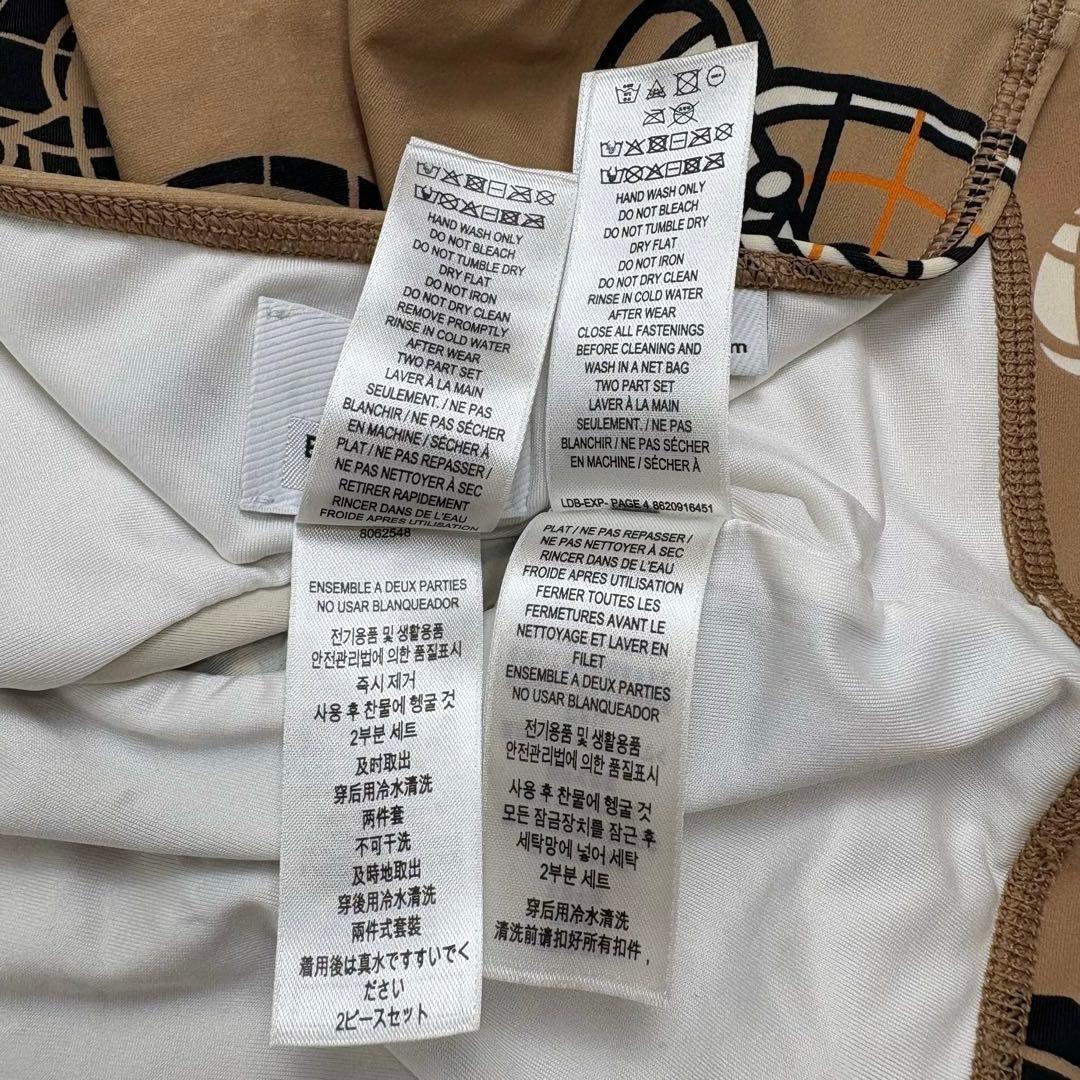 HAND WASH ONLY
DO NOT BLEACH
DO NOT TUMBLE DRY
DRY FLAT
DO NOT IRON
DO NOT DRY CLEAN
REMOVE PROMPTLY
RINSE IN COLD WATER
AFTER WEAR
TWO PART SET
LAVER À LA MAIN
SEULEMENT. / NE PAS
BLANCHIR / NE PAS SÉCHER
EN MACHINE / SÉCHER À
PLAT / NE PAS REPASSER /
NE PAS NETTOYER À SEC
RETIRER RAPIDEMENT
RINCER DANS DE L'EAU
FROIDE APRES UTILISATION
8062548
ENSEMBLE A DEUX PARTIES
NO USAR BLANQUEADOR
전기용품 및 생활용품
안전관리법에 의한 품질표시
즉시 제거
사용 후 찬물에 헹굴 것
2부분 세트
及时取出
穿后用冷水清洗
两件套
不可干洗
及時地取出
穿後用冷水清洗
兩件式套裝
着用後は真水ですすいでく
ださい
2ピースセット
HAND WASH ONLY
DO NOT BLEACH
DO NOT TUMBLE DRY
DRY FLAT
DO NOT IRON
DO NOT DRY CLEAN
RINSE IN COLD WATER
AFTER WEAR
CLOSE ALL FASTENINGS
BEFORE CLEANING AND
WASH IN A NET BAG
TWO PART SET
LAVER À LA MAIN
SEULEMENT. / NE PAS
BLANCHIR / NE PAS SÉCHER
EN MACHINE / SÉCHER À
LDB-EXP- PAGE 4 8620916451
PLAT / NE PAS REPASSER /
NE PAS NETTOYER À SEC
RINCER DANS DE L'EAU
FROIDE APRES UTILISATION
FERMER TOUTES LES
FERMETURES AVANT LE
NETTOYAGE ET LAVER EN
FILET
ENSEMBLE A DEUX PARTIES
NO USAR BLANQUEADOR
전기용품 및 생활용품
안전관리법에 의한 품질표시
사용 후 찬물에 헹굴 것
모든 잠금장치를 잠근 후
세탁망에 넣어 세탁
2부분 세트
穿后用冷水清洗
清洗前请扣好所有扣件，
m